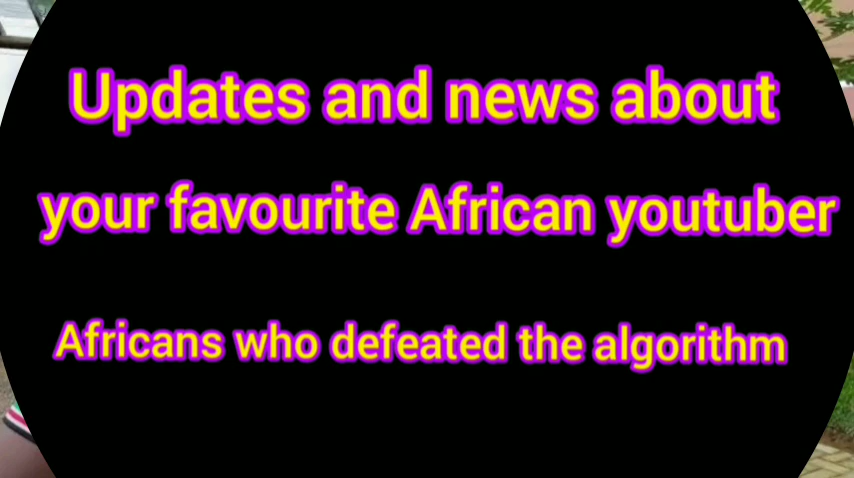 Updates and news about
your favourite African youtuber
Africans who defeated the algorithm